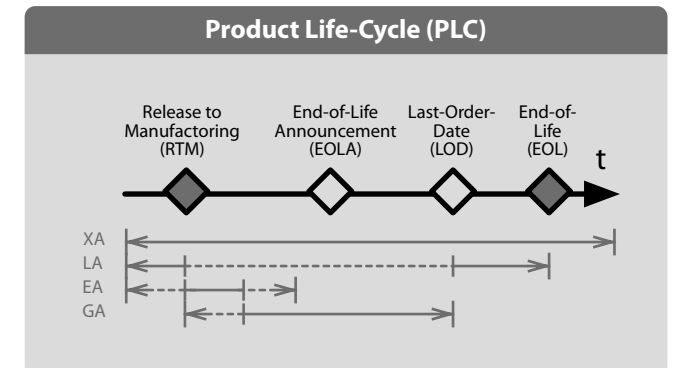 Product Life-Cycle (PLC)
Release to
Manufactoring
(RTM)
End-of-Life
Announcement
(EOLA)
Last-Order-
Date
(LOD)
End-of-
Life
(EOL)
t
XA
LA
EA
GA